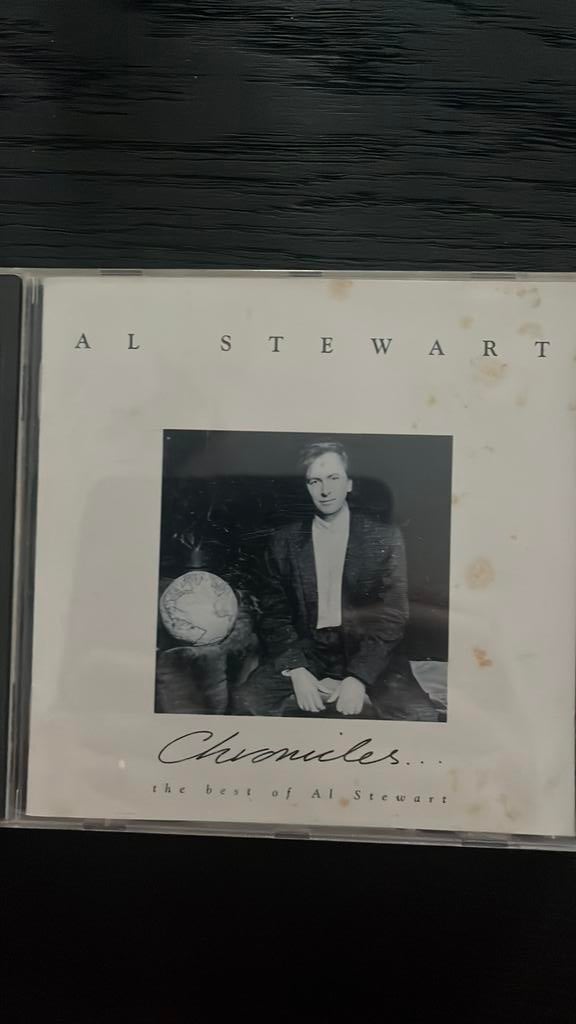 AL STEWART
Chronicles...
the best of Al Stewart